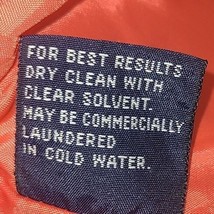 FOR BEST RESULTS
DRY CLEAN WITH
CLEAR SOLVENT.
MAY BE COMMERCIALLY
LAUNDERED
IN COLD WATER.